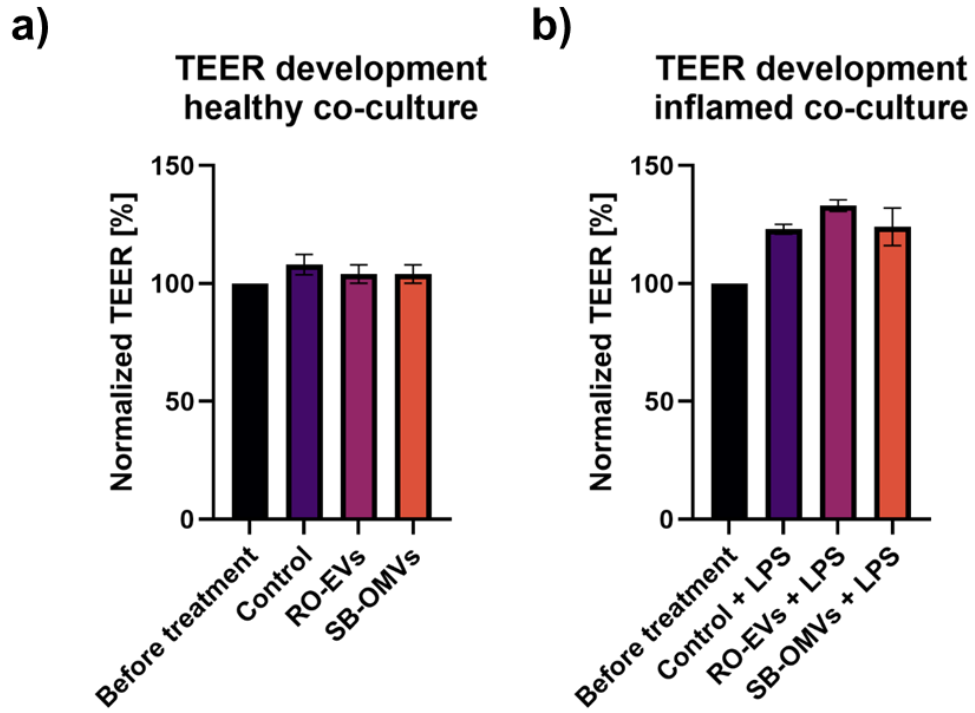 a)
TEER development
healthy co-culture
Normalized TEER [%]
150
100
50
0
Before treatment
Control
RO-EVs
SB-OMVs
b)
TEER development
inflamed co-culture
Normalized TEER [%]
150
100
50
0
Before treatment
Control + LPS
RO-EVs + LPS
SB-OMVs + LPS